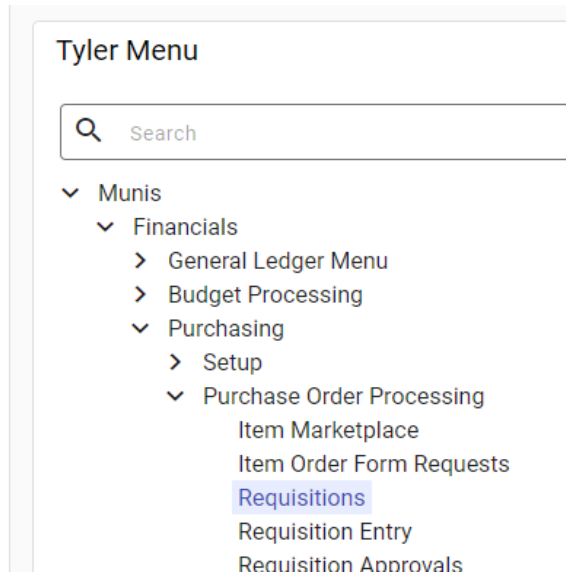 Tyler Menu
Search
Munis
Financials
General Ledger Menu
Budget Processing
Purchasing
Setup
Purchase Order Processing
Item Marketplace
Item Order Form Requests
Requisitions
Requisition Entry
Requisition Approvals